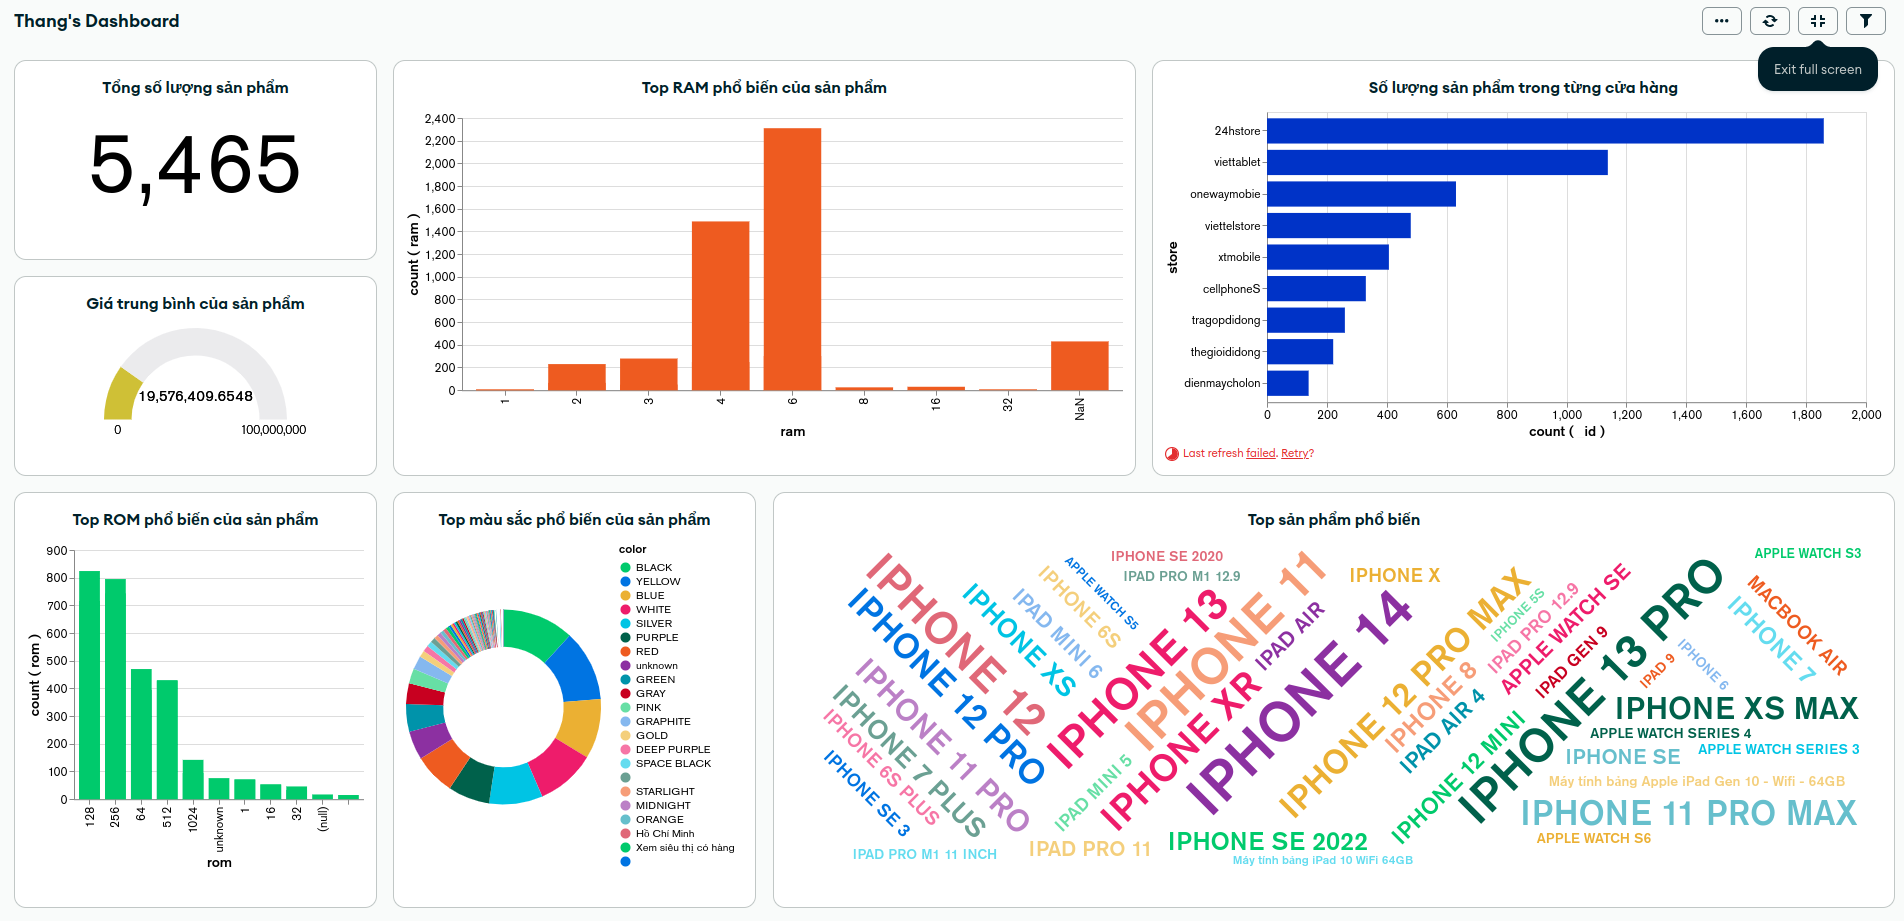 Thang's Dashboard
Exit full screen
Tổng số lượng sản phẩm
5,465
Giá trung bình của sản phẩm
19,576,409.6548
0
100,000,000
Top RAM phổ biến của sản phẩm
count ( ram )
2,400
2,200
2,000
1,800
1,600
1,400
1,200
1,000
800
600
400
200
0
1
2
3
4
6
8
16
32
NaN
ram
Số lượng sản phẩm trong từng cửa hàng
store
24hstore
viettablet
onewaymobie
viettelstore
xtmobile
cellphoneS
tragopdidong
thegioididong
dienmaycholon
0
200
400
600
800
1,000
1,200
1,400
1,600
1,800
2,000
count ( _id )
Last refresh failed. Retry?
Top ROM phổ biến của sản phẩm
count ( rom )
900
800
700
600
500
400
300
200
100
0
128
256
64
512
1024
unknown
1
16
32
(null)
rom
Top màu sắc phổ biến của sản phẩm
color
BLACK
YELLOW
BLUE
WHITE
SILVER
PURPLE
RED
unknown
GREEN
GRAY
PINK
GRAPHITE
GOLD
DEEP PURPLE
SPACE BLACK
STARLIGHT
MIDNIGHT
ORANGE
Hồ Chí Minh
Xem siêu thị có hàng
Top sản phẩm phổ biến
IPHONE SE 2020
IPAD PRO M1 12.9
APPLE WATCH S5
IPHONE 6S
IPAD MINI 6
IPHONE XS
IPHONE 12
IPHONE 12 PRO
IPHONE 11 PRO
IPHONE 7 PLUS
IPHONE 6S PLUS
IPHONE SE 3
IPAD PRO M1 11 INCH
IPHONE 13
IPHONE 11
IPHONE X
IPAD AIR
IPHONE XR
IPAD MINI 5
IPHONE 14
IPAD PRO 11
IPHONE SE 2022
Máy tính bảng iPad 10 WiFi 64GB
IPHONE 12 PRO MAX
IPHONE 5S
IPAD PRO 12.9
APPLE WATCH SE
IPHONE 8
IPAD GEN 9
IPAD AIR 4
IPHONE 12 MINI
IPHONE 13 PRO
IPAD 9
IPHONE 6
APPLE WATCH S3
MACBOOK AIR
IPHONE 7
IPHONE XS MAX
APPLE WATCH SERIES 4
IPHONE SE
APPLE WATCH SERIES 3
Máy tính bảng Apple iPad Gen 10 - Wifi - 64GB
IPHONE 11 PRO MAX
APPLE WATCH S6